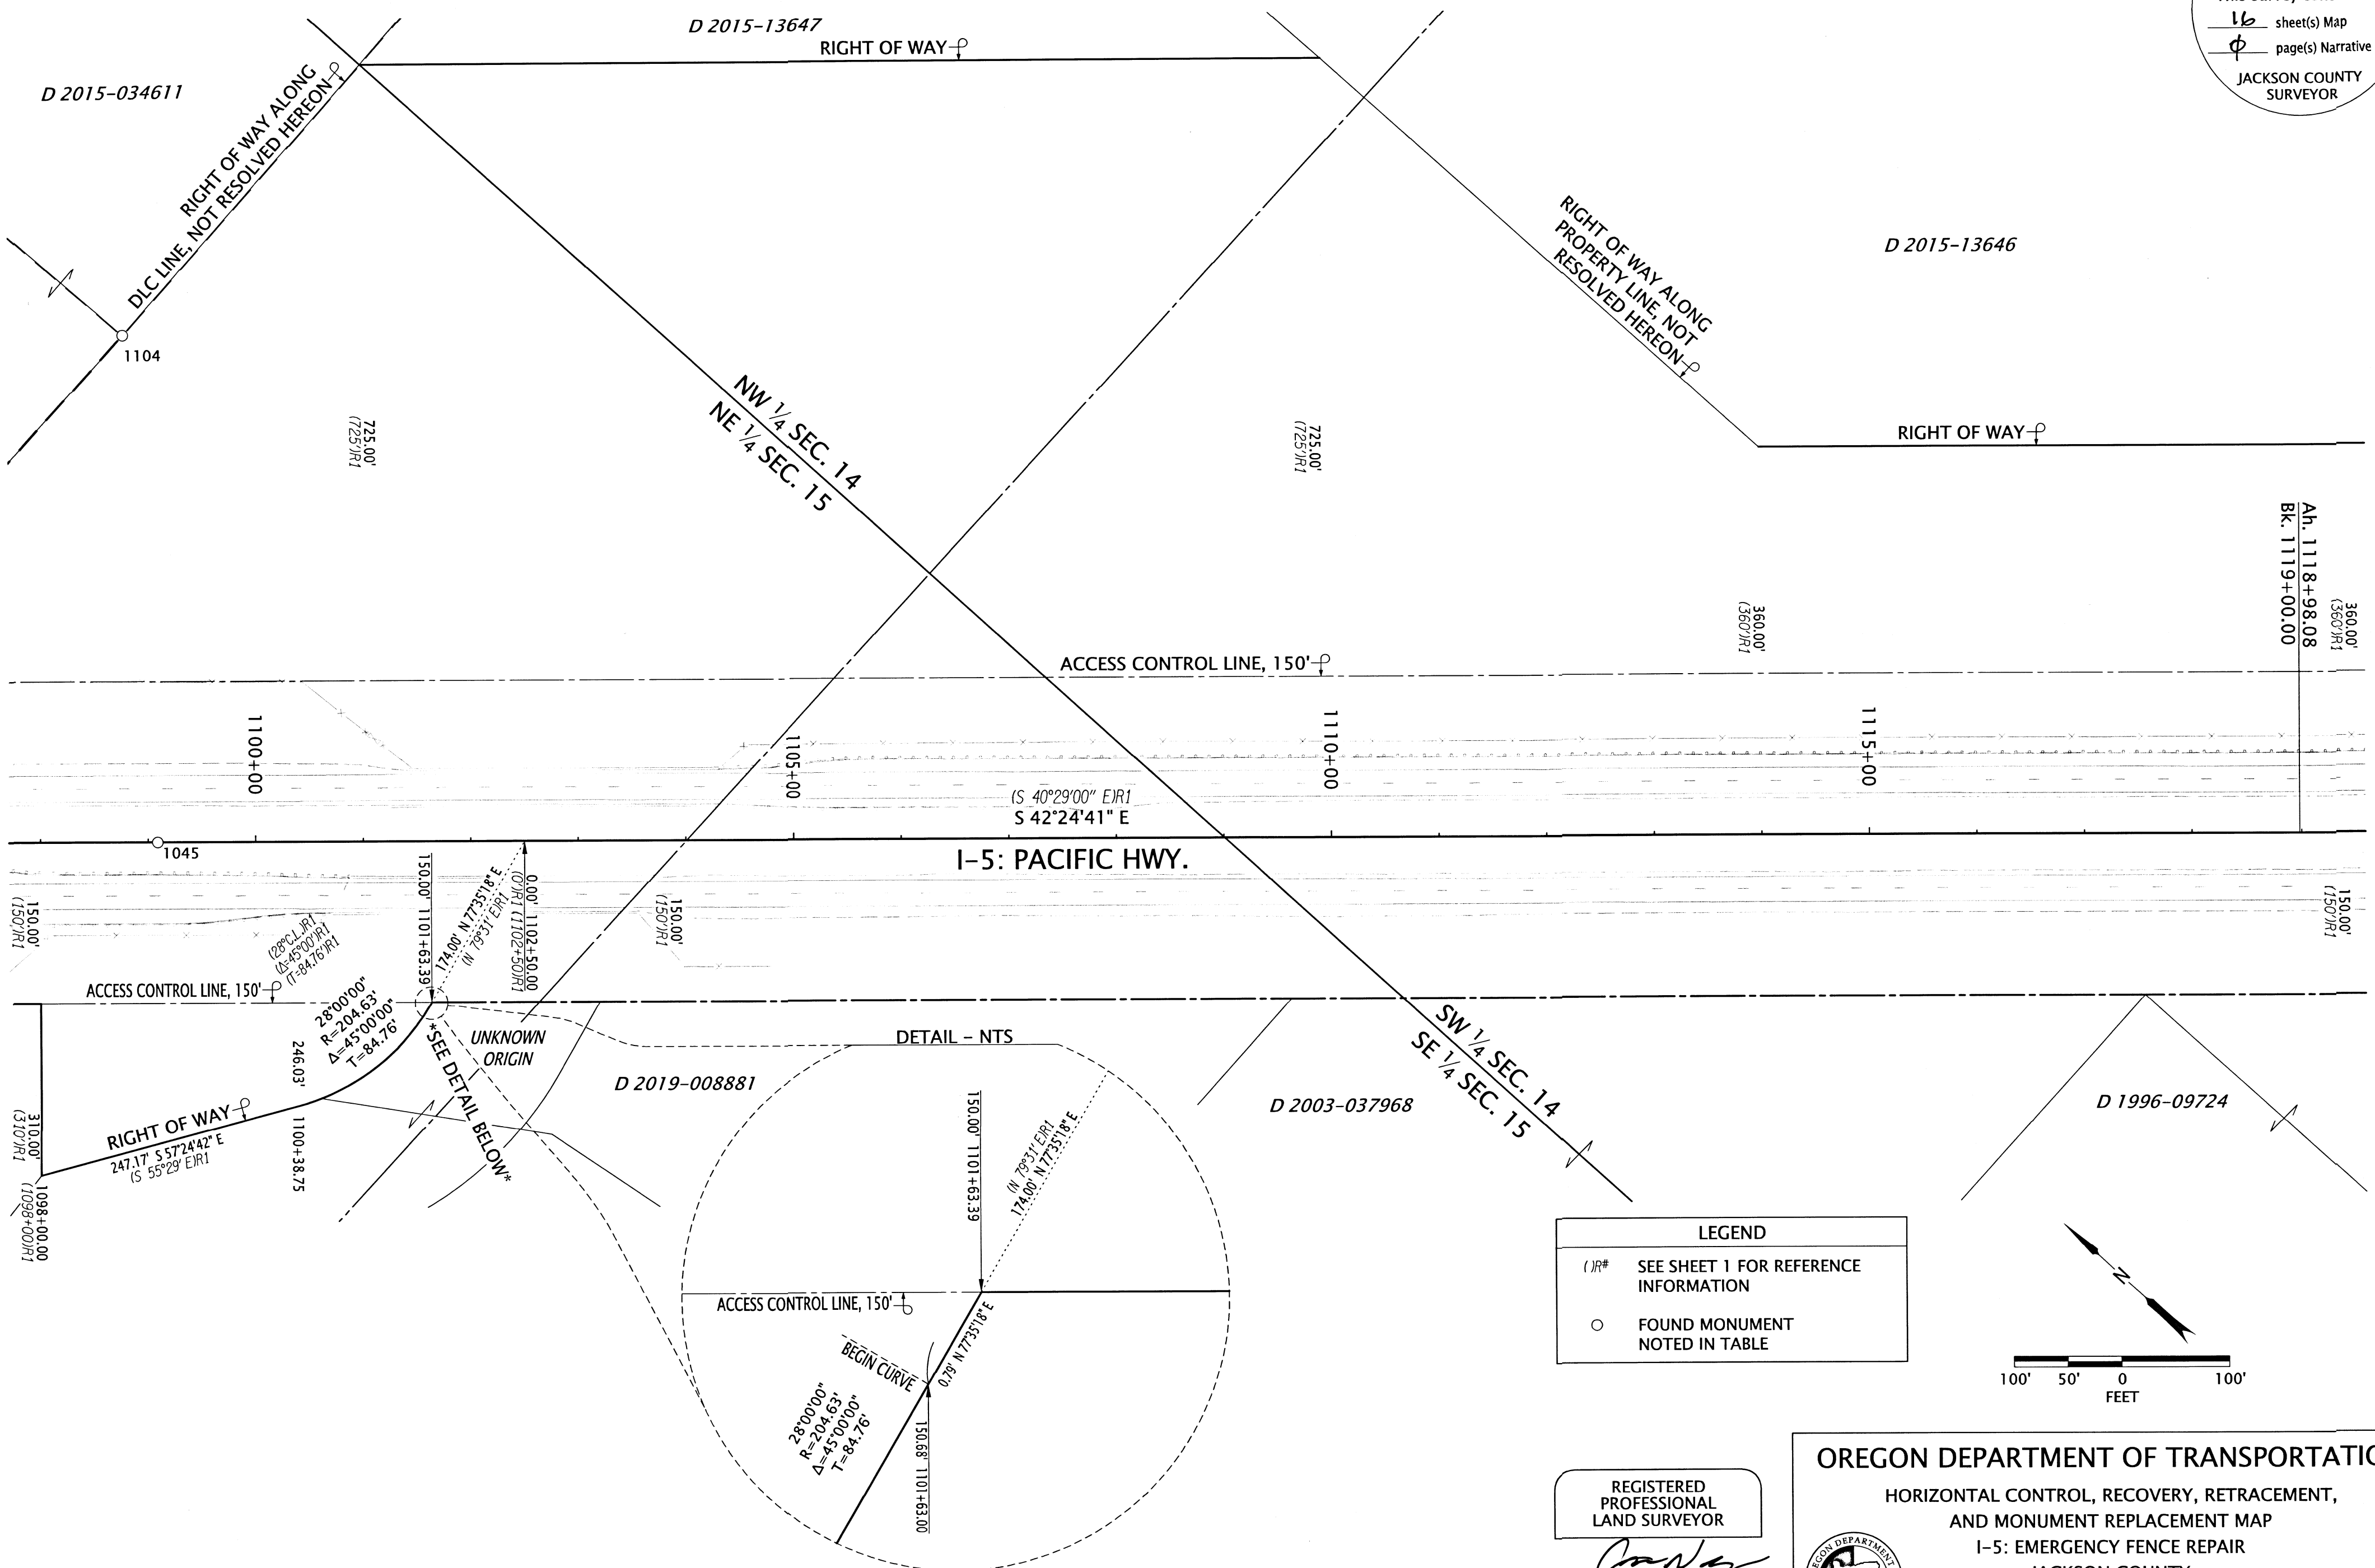 D 2015-13647
RIGHT OF WAY
16 sheet(s) Map
φ page(s) Narrative
JACKSON COUNTY
SURVEYOR
D 2015-034611
RIGHT OF WAY ALONG
DLC LINE, NOT RESOLVED HEREON
1104
RIGHT OF WAY ALONG
PROPERTY LINE, NOT
RESOLVED HEREON
D 2015-13646
NW 1/4 SEC. 14
NE 1/4 SEC. 15
725.00'
(725')R1
725.00'
(725')R1
RIGHT OF WAY
Ah. 1118+98.08
Bk. 1119+00.00
360.00'
(360')R1
360.00'
(360')R1
ACCESS CONTROL LINE, 150'
1100+00
1105+00
1110+00
1115+00
(S 40°29'00" E)R1
S 42°24'41" E
1045
I-5: PACIFIC HWY.
150.00'
(150')R1
150.00' 1101+63.39
174.00' N 77°35'18" E
(N 79°31' E)R1
0.00' 1102+50.00
(0')R1 (1102+50)R1
150.00'
(150')R1
150.00'
(150')R1
(28°C.L.)R1
(Δ=45°00')R1
(T=84.76')R1
ACCESS CONTROL LINE, 150'
28°00'00"
R=204.63'
Δ=45°00'00"
T=84.76'
*SEE DETAIL BELOW*
UNKNOWN
ORIGIN
246.03' 1100+38.75
310.00' 1098+00.00
(310')R1 (1098+00)R1
RIGHT OF WAY
247.17' S 57°24'42" E
(S 55°29' E)R1
D 2019-008881
DETAIL - NTS
D 2003-037968
SW 1/4 SEC. 14
SE 1/4 SEC. 15
D 1996-09724
150.00' 1101+63.39
(N 79°31' E)R1
174.00' N 77°35'18" E
ACCESS CONTROL LINE, 150'
BEGIN CURVE
0.79' N 77°35'18" E
28°00'00"
R=204.63'
Δ=45°00'00"
T=84.76'
150.68' 1101+63.00
LEGEND
( )R# SEE SHEET 1 FOR REFERENCE
INFORMATION
FOUND MONUMENT
NOTED IN TABLE
N
100' 50' 0 100'
FEET
REGISTERED
PROFESSIONAL
LAND SURVEYOR
OREGON DEPARTMENT OF TRANSPORTATIO
HORIZONTAL CONTROL, RECOVERY, RETRACEMENT,
AND MONUMENT REPLACEMENT MAP
I-5: EMERGENCY FENCE REPAIR